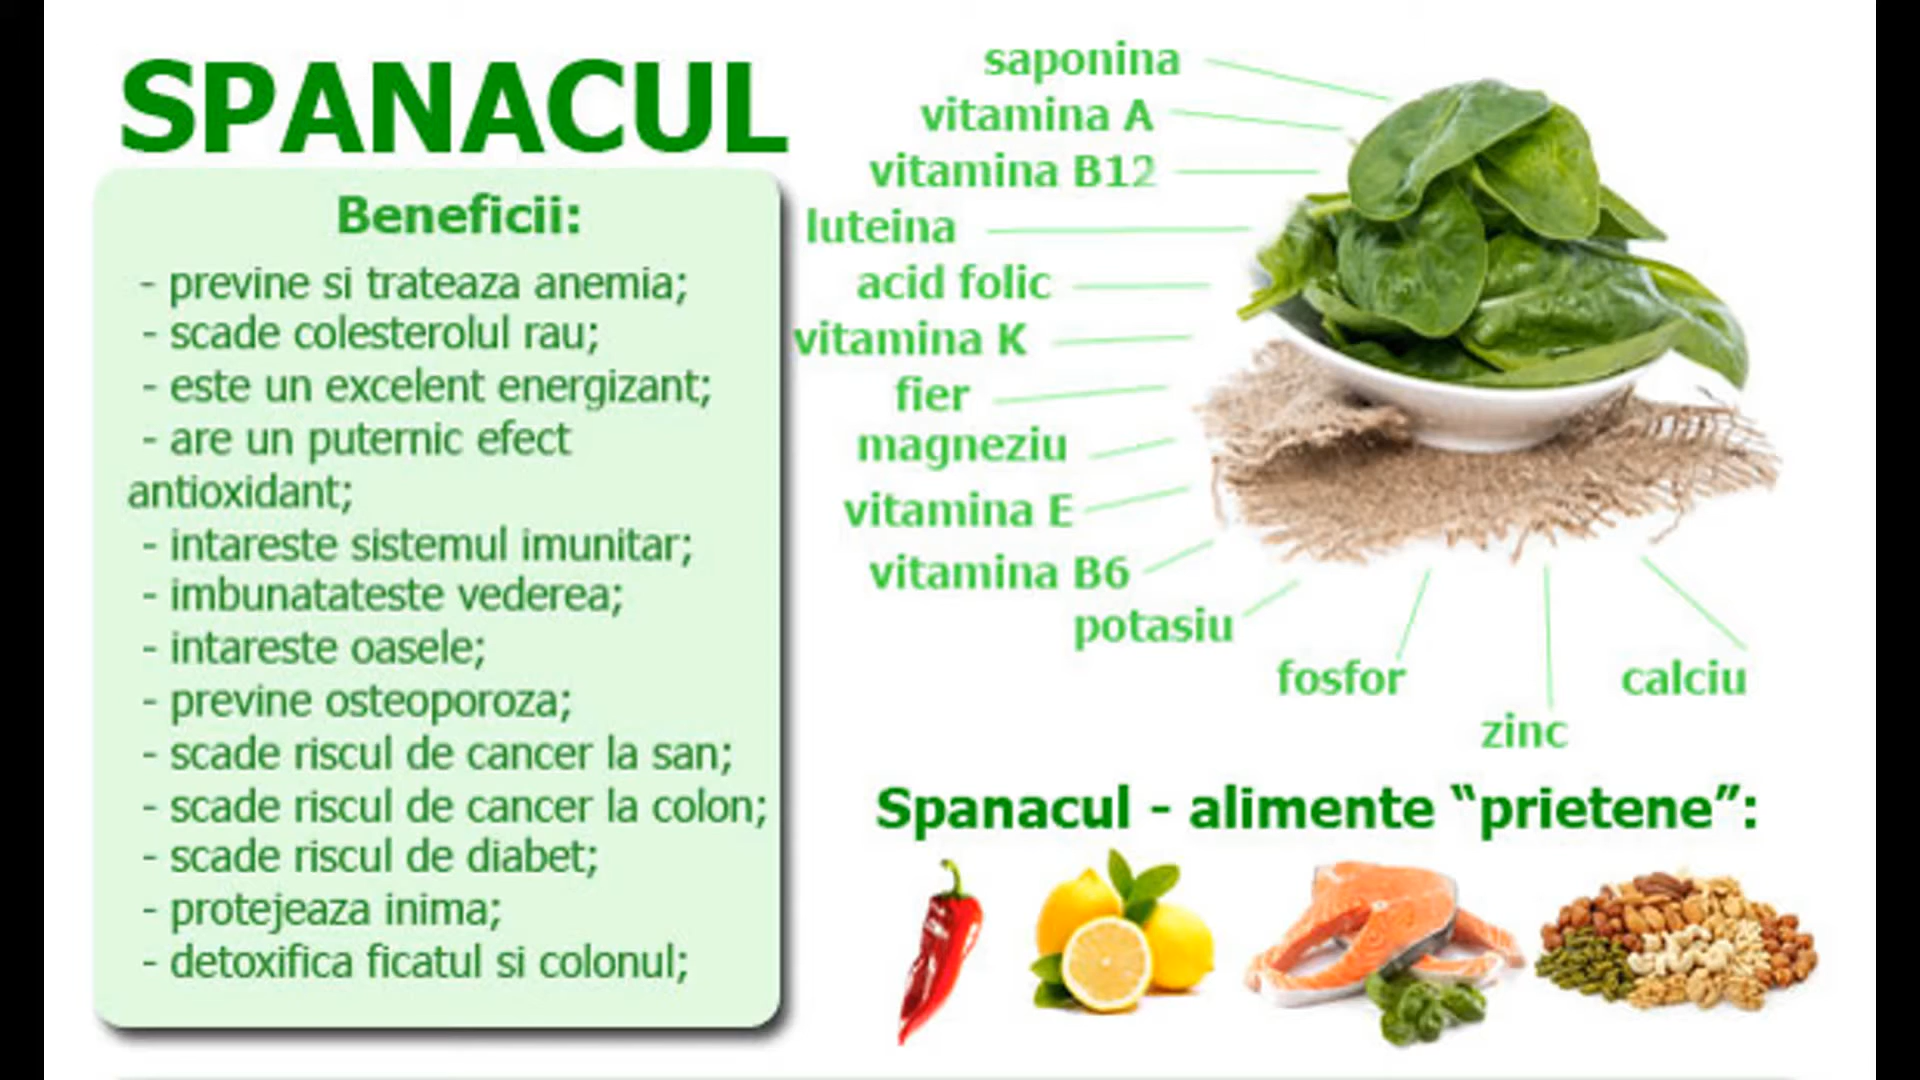 SPANACUL
Beneficii:
- previne si trateaza anemia;
- scade colesterolul rau;
- este un excelent energizant;
- are un puternic efect
antioxidant;
- intareste sistemul imunitar;
- imbunatateste vederea;
- intareste oasele;
- previne osteoporoza;
- scade riscul de cancer la san;
- scade riscul de cancer la colon;
- scade riscul de diabet;
- protejeaza inima;
- detoxifica ficatul si colonul;
saponina
vitamina A
vitamina B12
luteina
acid folic
vitamina K
fier
magneziu
vitamina E
vitamina B6
potasiu
fosfor
zinc
calciu
Spanacul - alimente “prietene”: